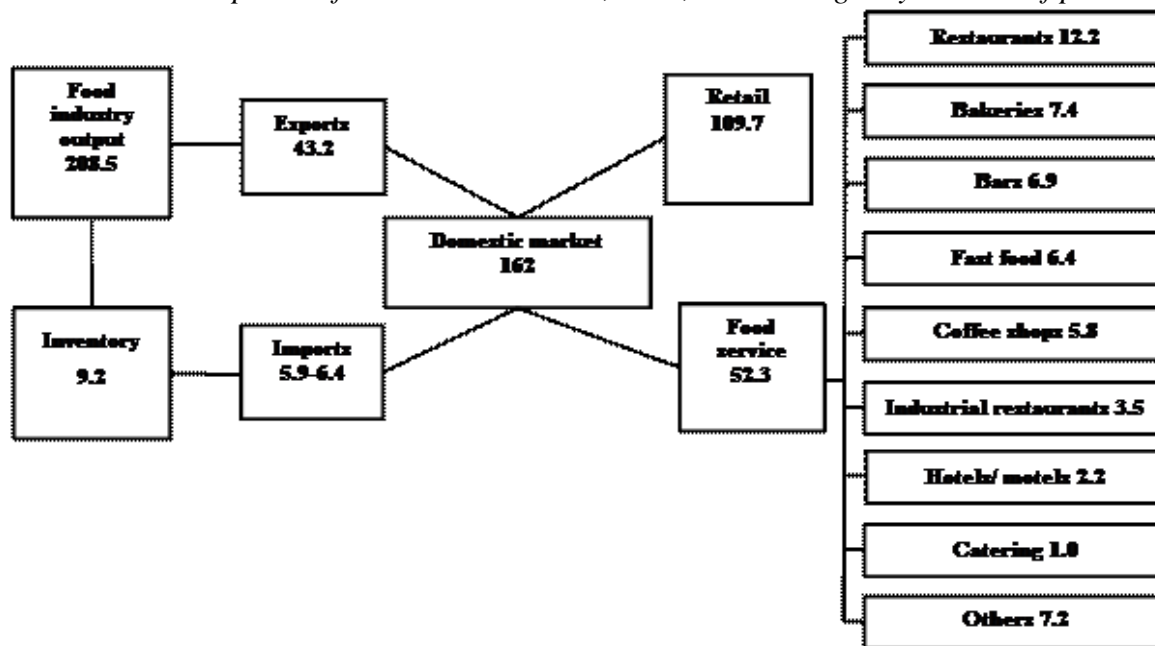 Food
industry
output
208.5
Exports
43.2
Retail
109.7
Domestic market
162
Inventory
9.2
Imports
5.9-6.4
Food
service
52.3
Restaurants 12.2
Bakeries 7.4
Bars 6.9
Fast food 6.4
Coffee shops 5.8
Industrial restaurants 3.5
Hotels/ motels 2.2
Catering 1.0
Others 7.2